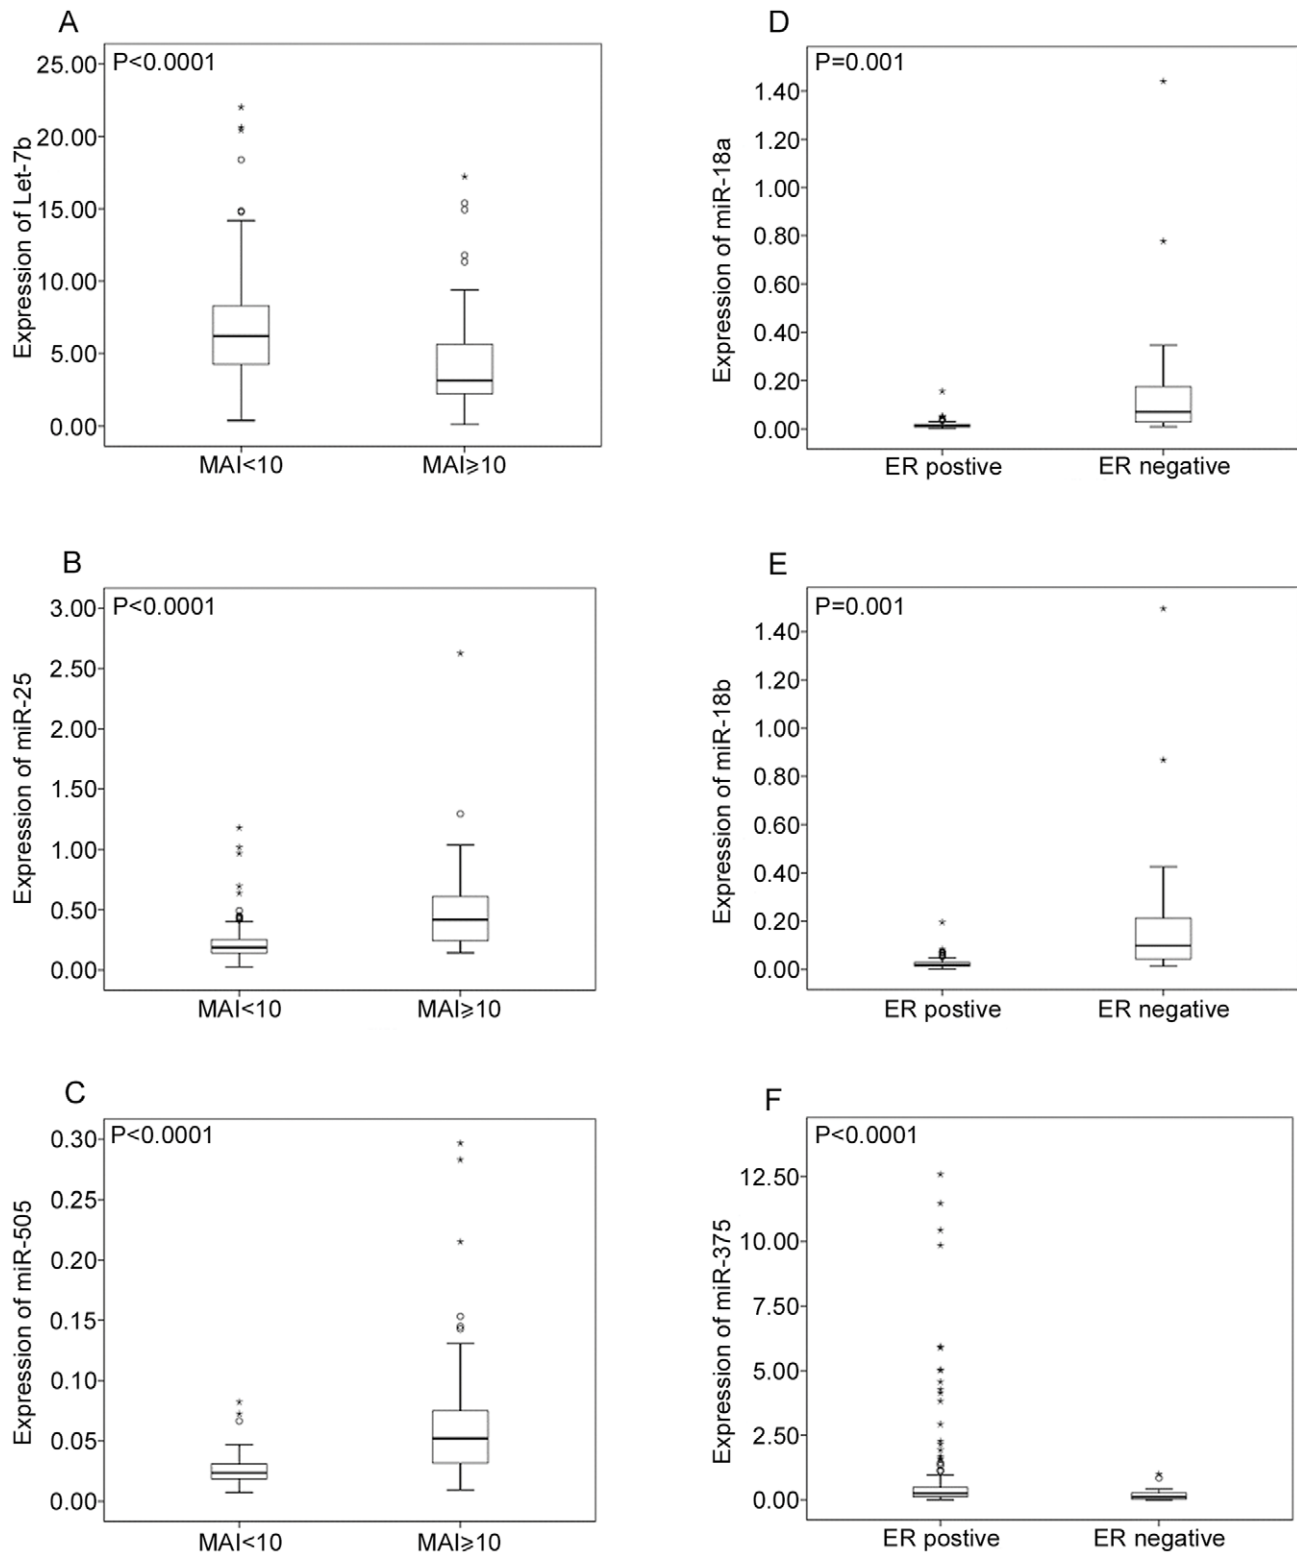 A
P<0.0001
Expression of Let-7b
25.00
20.00
15.00
10.00
5.00
0.00
MAI<10
MAI⩾10
D
P=0.001
Expression of miR-18a
1.40
1.20
1.00
0.80
0.60
0.40
0.20
0.00
ER postive
ER negative
B
P<0.0001
Expression of miR-25
3.00
2.50
2.00
1.50
1.00
0.50
0.00
MAI<10
MAI⩾10
E
P=0.001
Expression of miR-18b
1.40
1.20
1.00
0.80
0.60
0.40
0.20
0.00
ER postive
ER negative
C
P<0.0001
Expression of miR-505
0.30
0.25
0.20
0.15
0.10
0.05
0.00
MAI<10
MAI⩾10
F
P<0.0001
Expression of miR-375
12.50
10.00
7.50
5.00
2.50
0.00
ER postive
ER negative